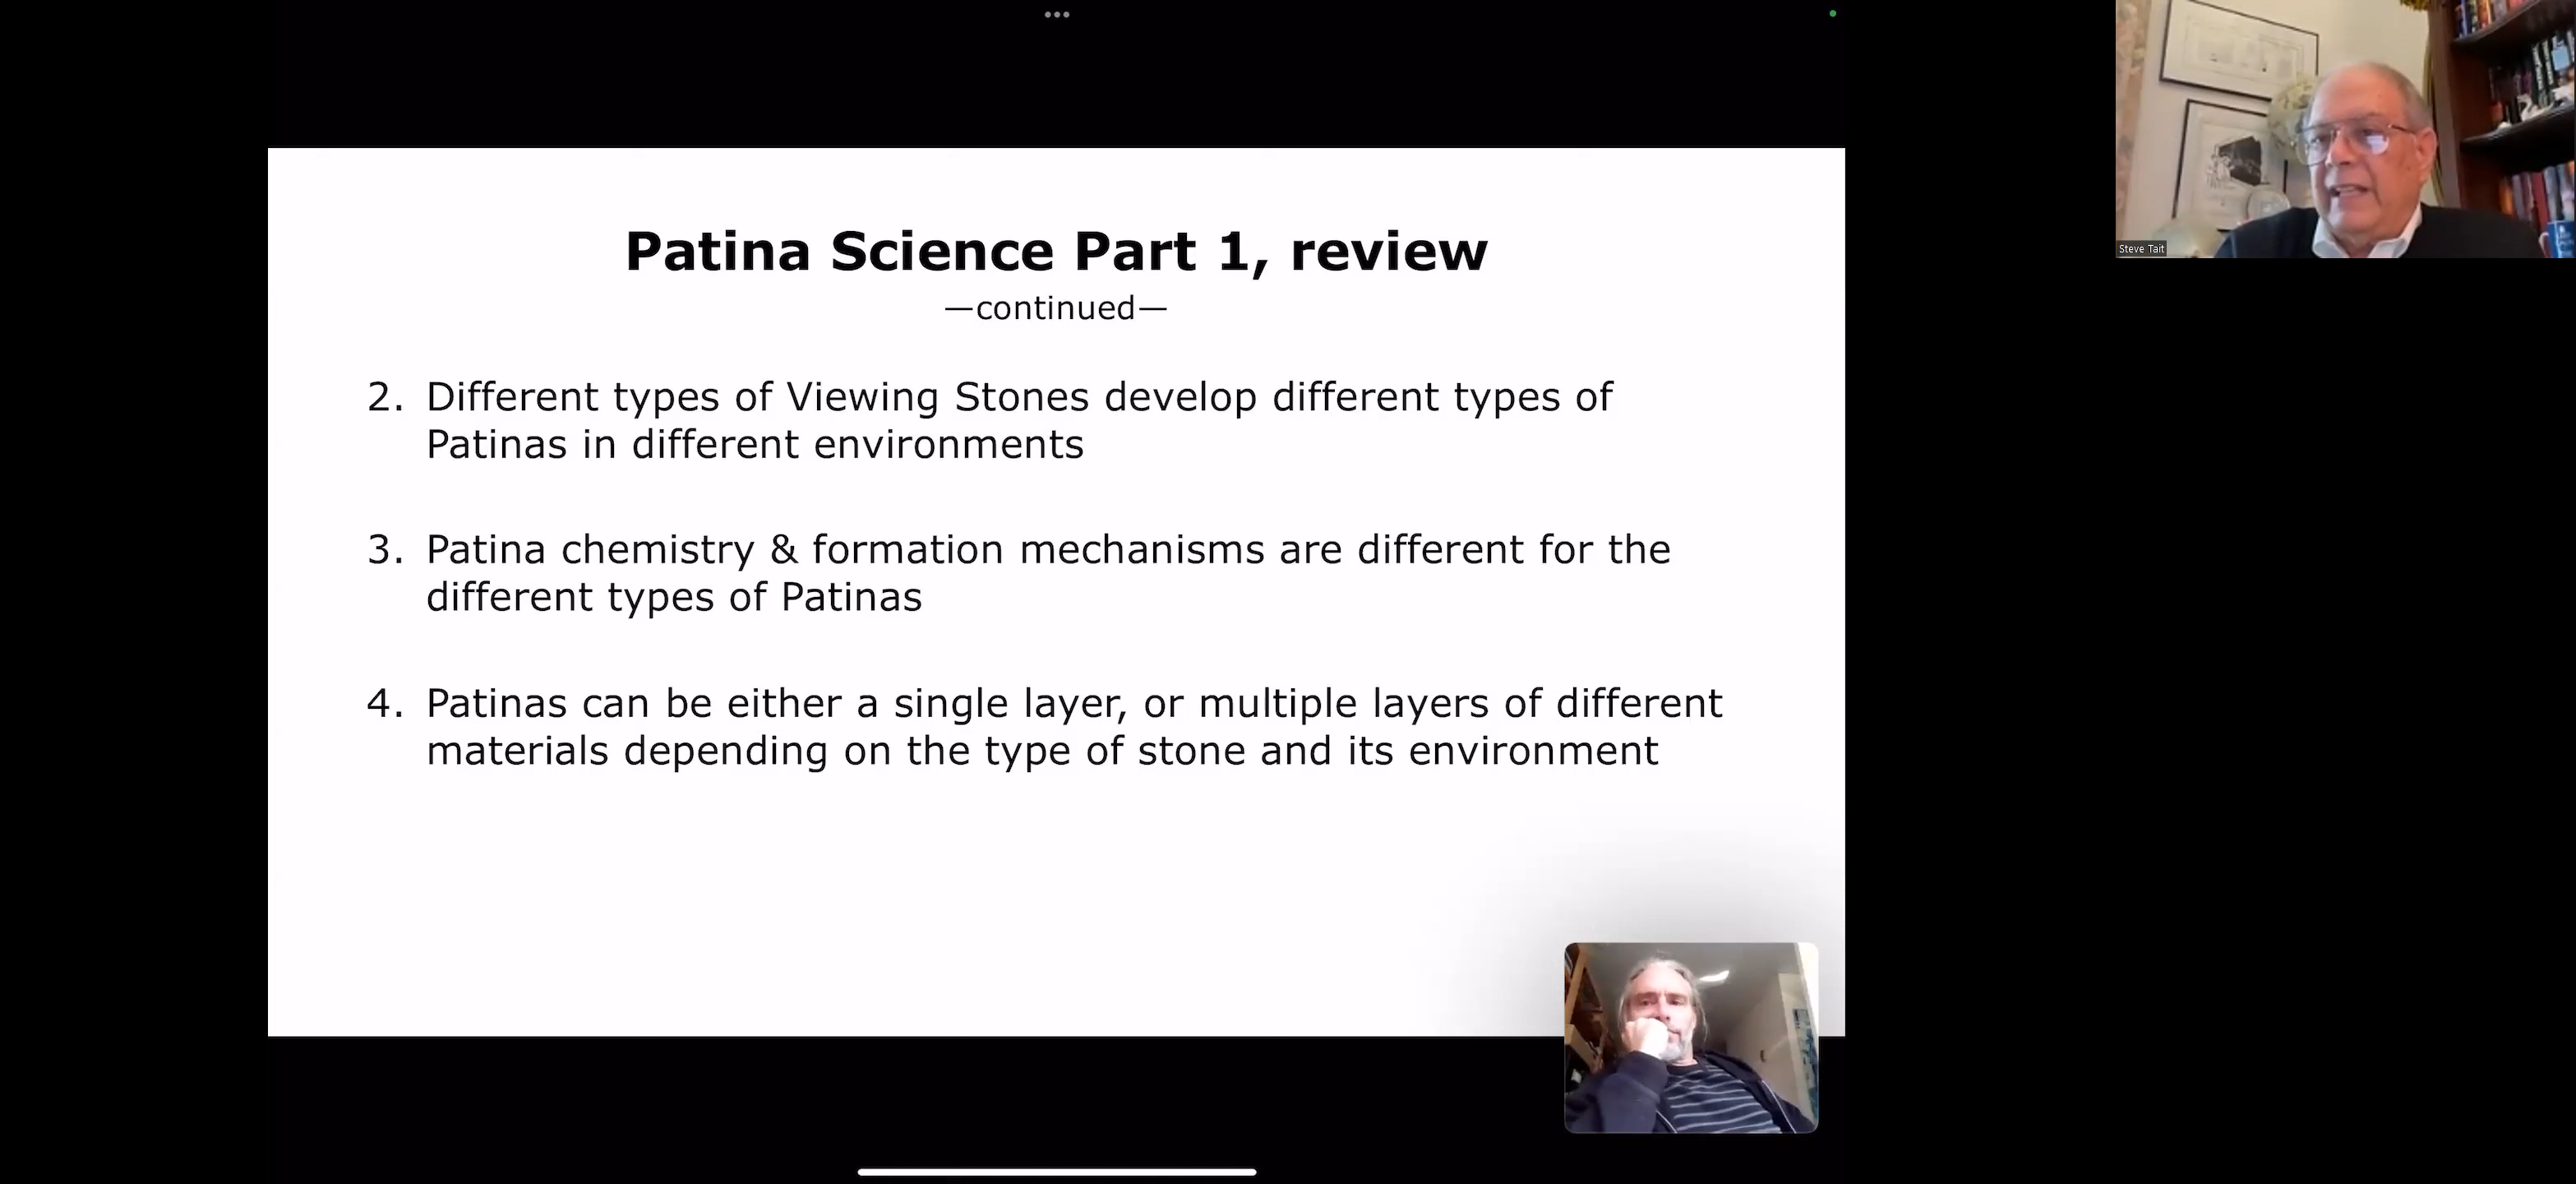 Patina Science Part 1, review
—continued—
2. Different types of Viewing Stones develop different types of
Patinas in different environments
3. Patina chemistry & formation mechanisms are different for the
different types of Patinas
4. Patinas can be either a single layer, or multiple layers of different
materials depending on the type of stone and its environment
Steve Tait